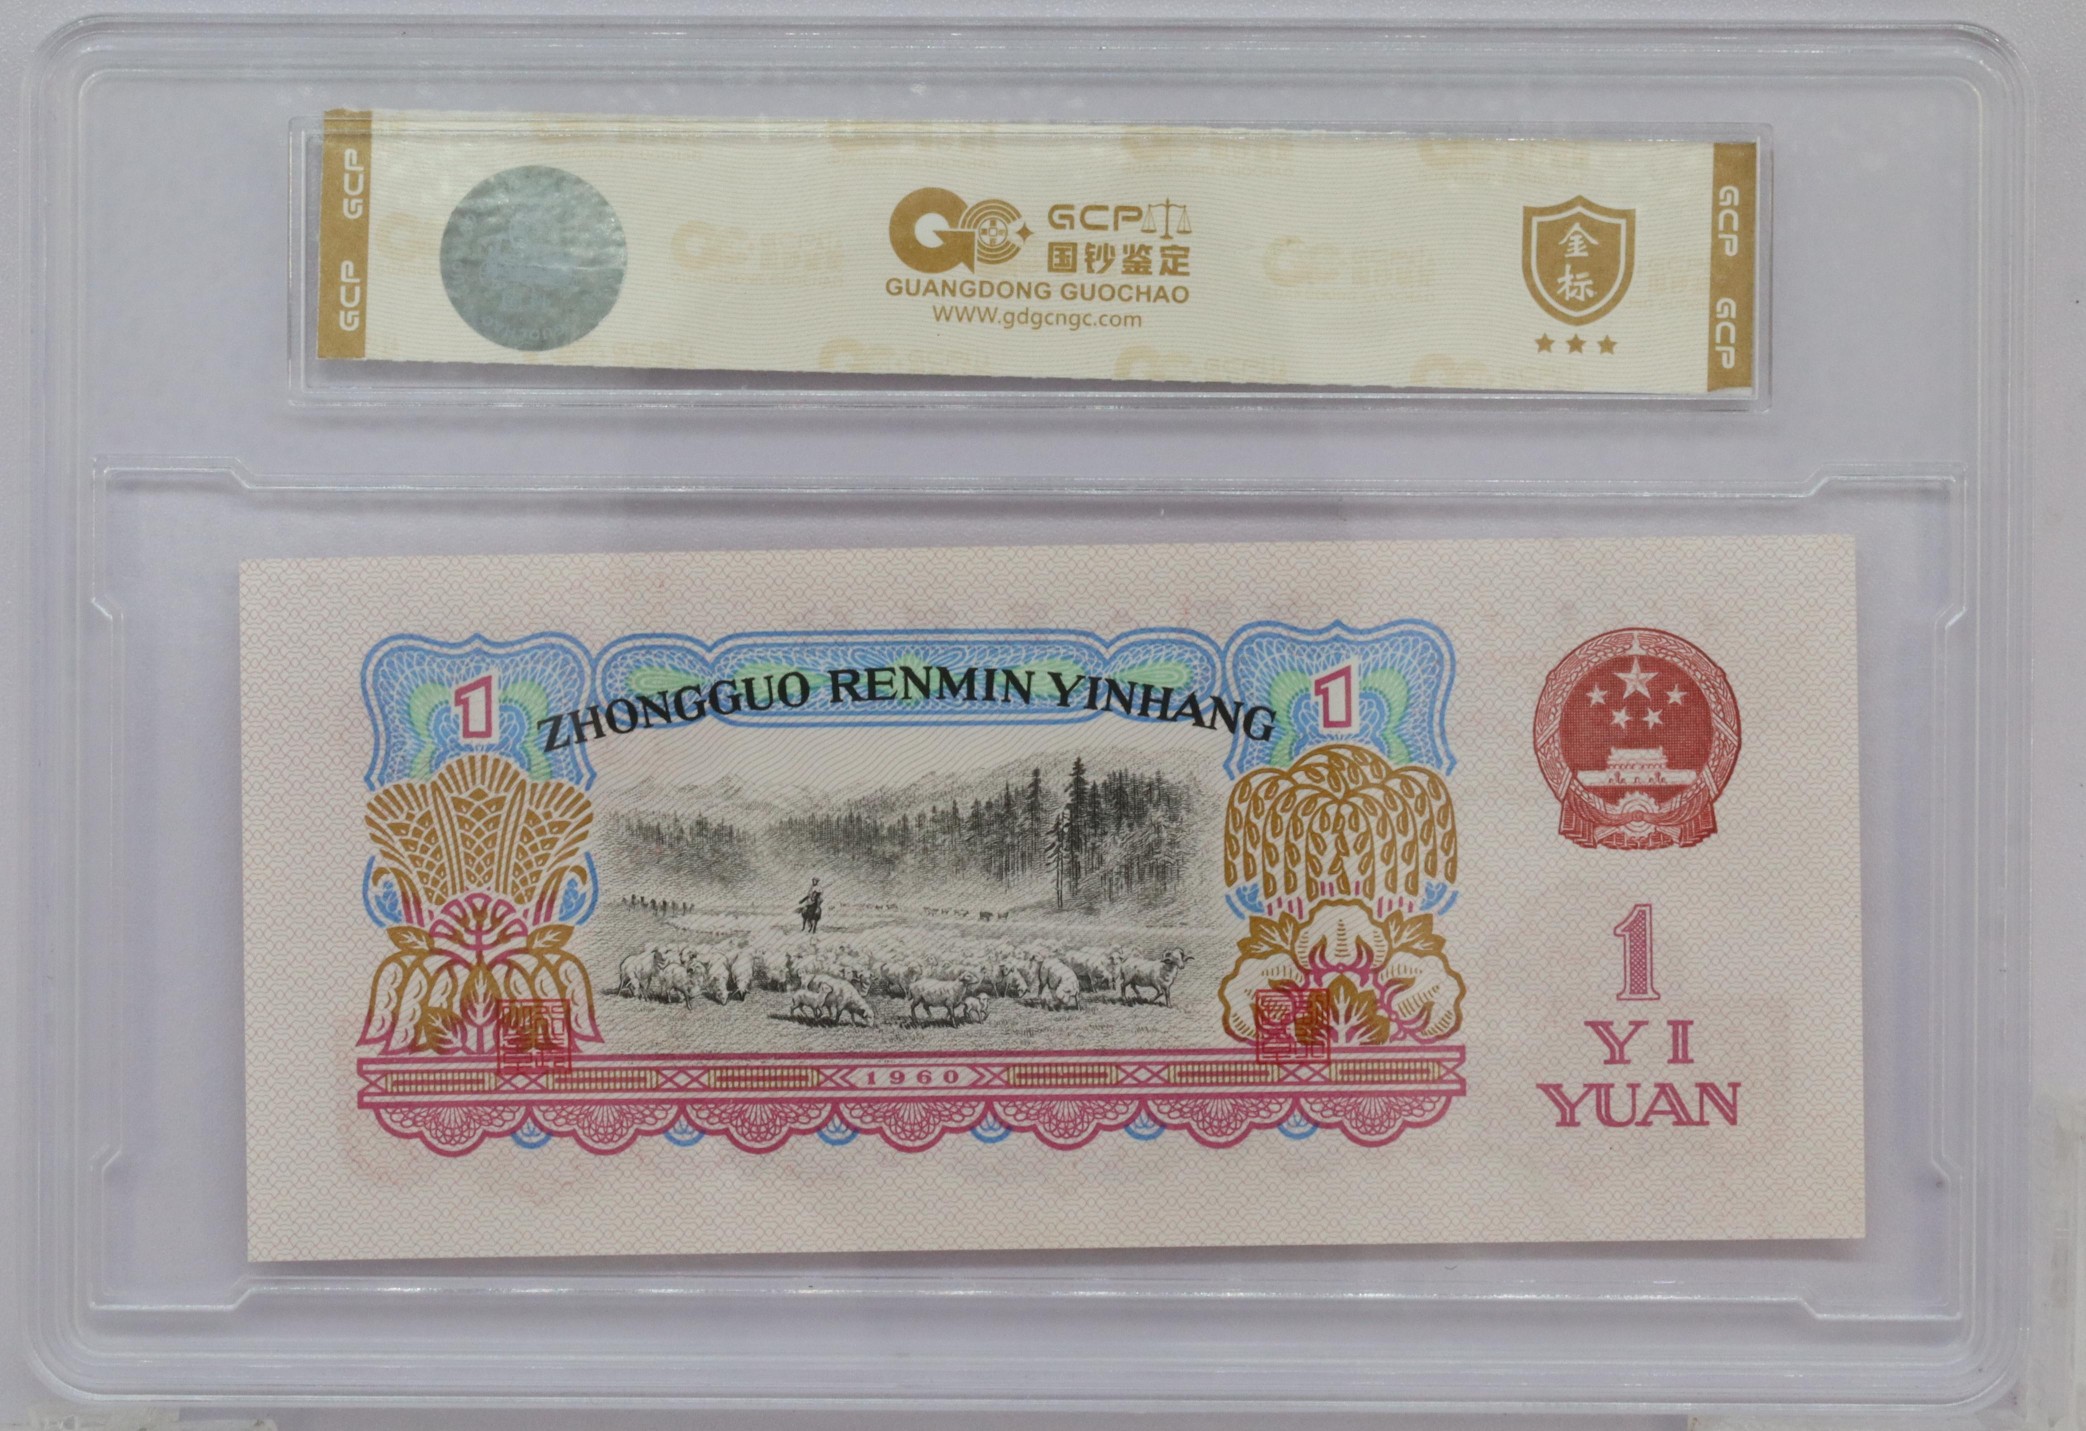 GCP GCP
GCP
国钞鉴定
GUANGDONG GUOCHAO
WWW.gdgcngc.com
金标
GCP GCP
1
ZHONGGUO RENMIN YINHANG
1
1960
1
YI
YUAN